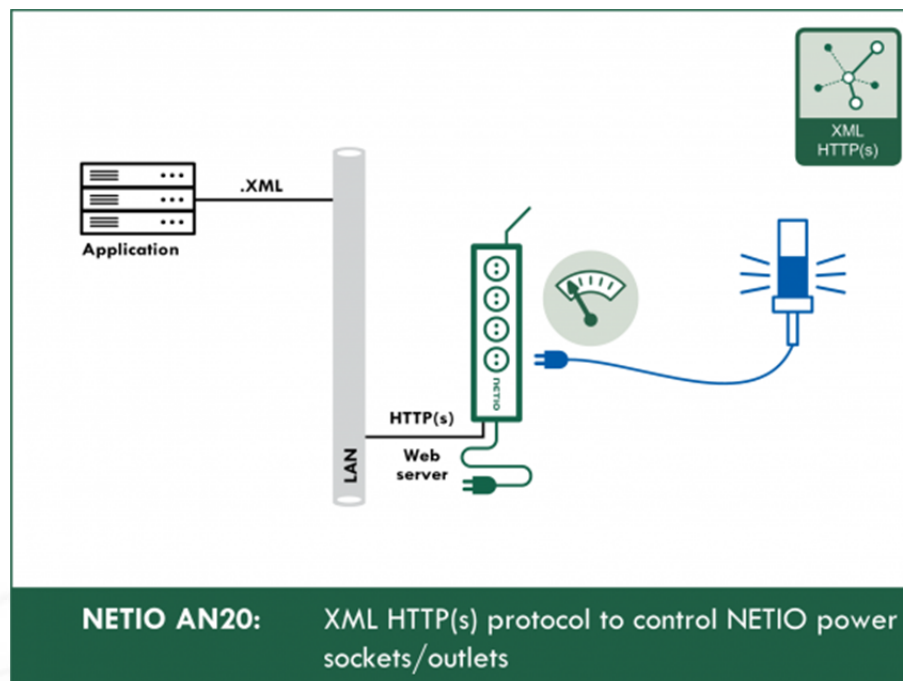 XML
HTTP(s)
.XML
Application
NETIO
HTTP(s)
LAN
Web
server
NETIO AN20: XML HTTP(s) protocol to control NETIO power
sockets/outlets